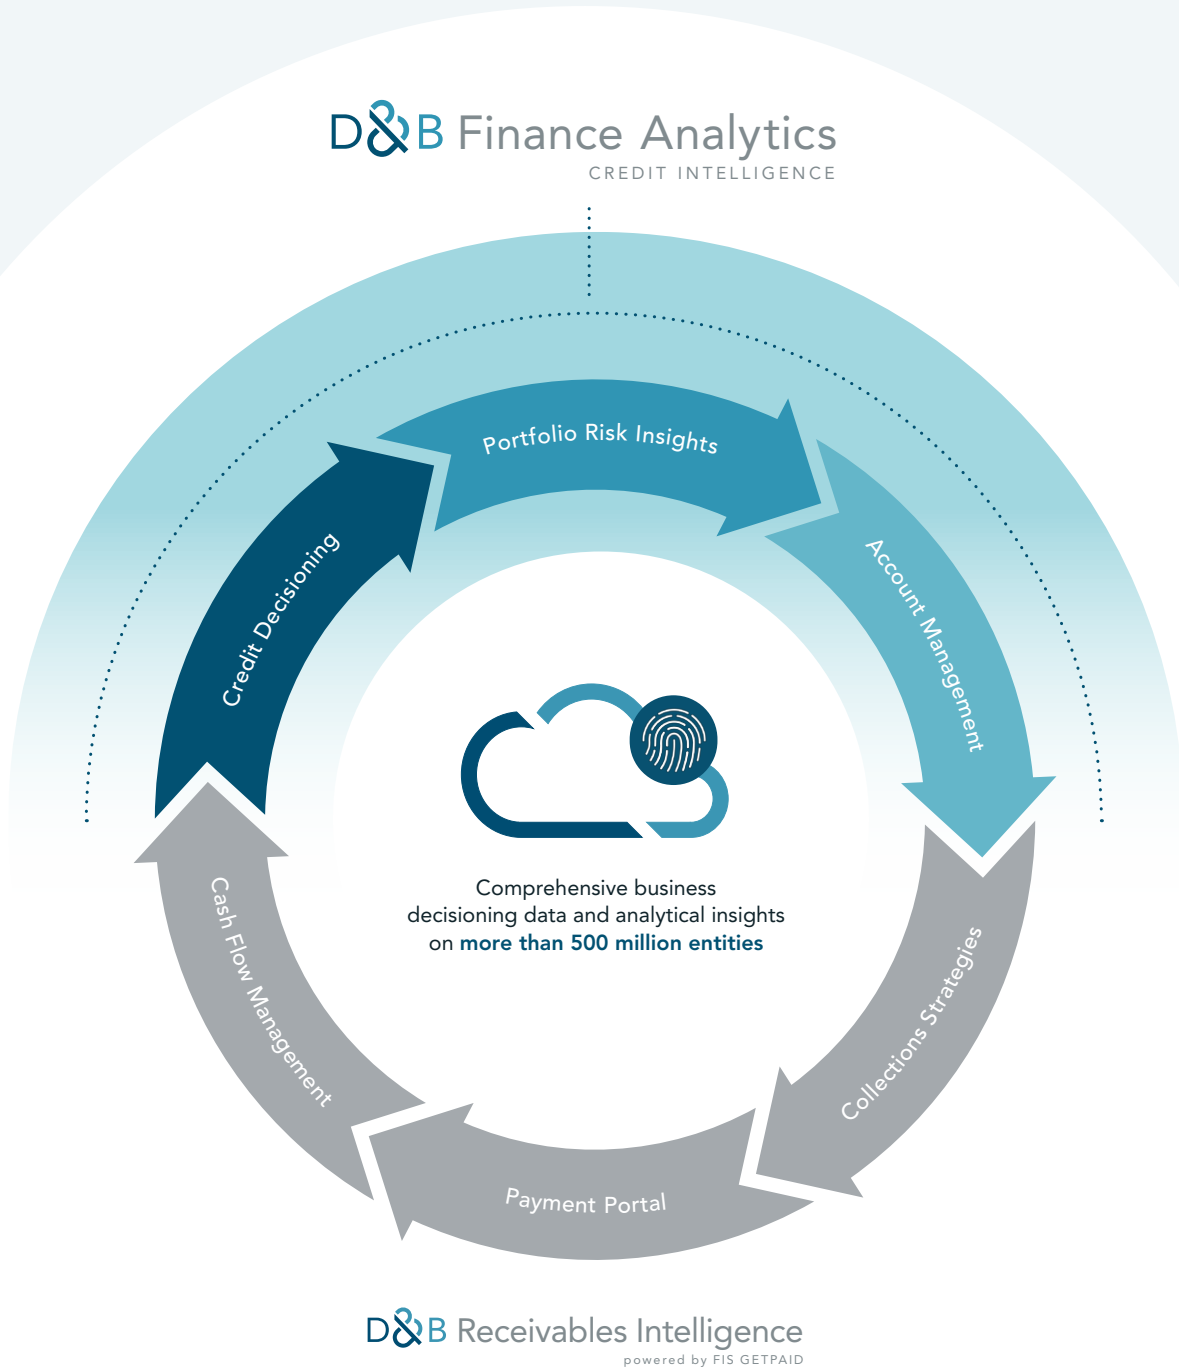 D&B Finance Analytics
CREDIT INTELLIGENCE
Portfolio Risk Insights
Credit Decisioning
Account Management
Comprehensive business
decisioning data and analytical insights
on more than 500 million entities
Cash Flow Management
Collections Strategies
Payment Portal
D&B Receivables Intelligence
powered by FIS GETPAID